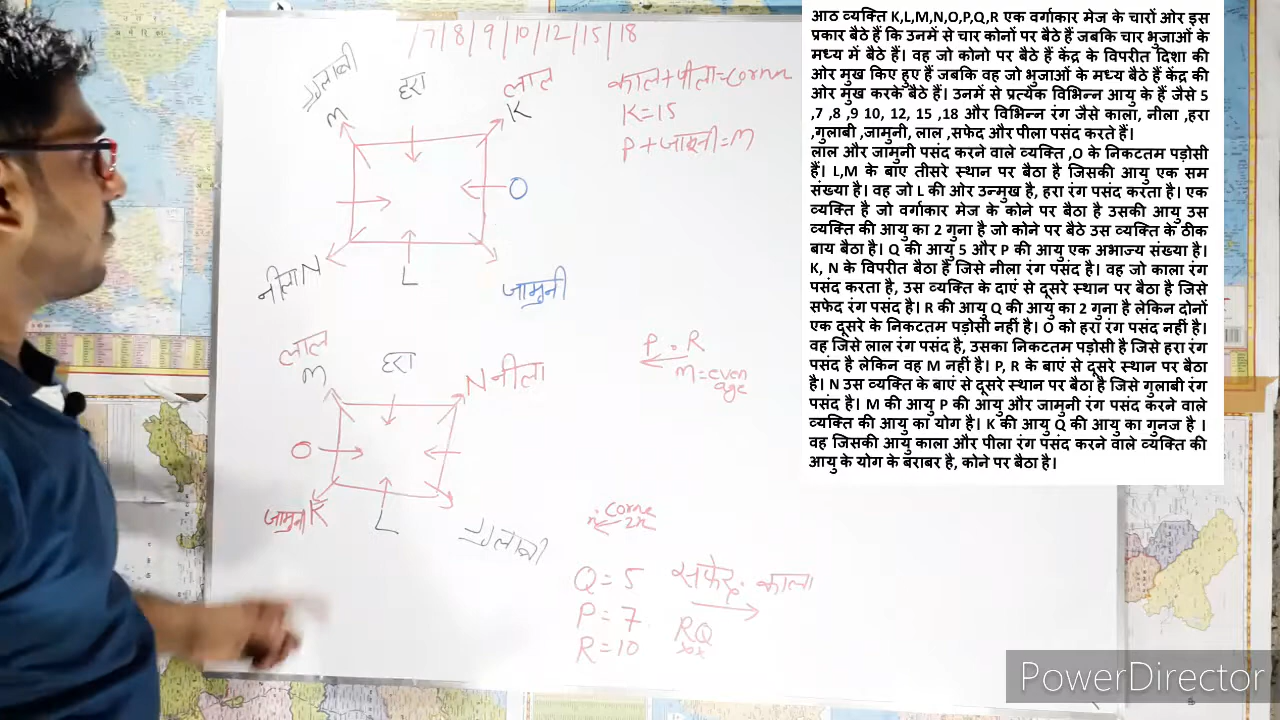 आठ व्यक्ति K,L,M,N,O,P,Q,R एक वर्गाकार मेज के चारों ओर इस
प्रकार बैठे हैं कि उनमें से चार कोनों पर बैठे हैं जबकि चार भुजाओं के
मध्य में बैठे हैं। वह जो कोनो पर बैठे हैं केंद्र के विपरीत दिशा की
ओर मुख किए हुए हैं जबकि वह जो भुजाओं के मध्य बैठे हैं केंद्र की
ओर मुख करके बैठे हैं। उनमें से प्रत्येक विभिन्न आयु के हैं जैसे 5
,7 ,8 ,9 10, 12, 15 ,18 और विभिन्न रंग जैसे काला, नीला ,हरा
,गुलाबी ,जामुनी, लाल ,सफेद और पीला पसंद करते हैं।
लाल और जामुनी पसंद करने वाले व्यक्ति ,O के निकटतम पड़ोसी
हैं। L,M के बाएं तीसरे स्थान पर बैठा है जिसकी आयु एक सम
संख्या है। वह जो L की ओर उन्मुख है, हरा रंग पसंद करता है। एक
व्यक्ति है जो वर्गाकार मेज के कोने पर बैठा है उसकी आयु उस
व्यक्ति की आयु का 2 गुना है जो कोने पर बैठे उस व्यक्ति के ठीक
बाय बैठा है। Q की आयु 5 और P की आयु एक अभाज्य संख्या है।
K, N के विपरीत बैठा है जिसे नीला रंग पसंद है। वह जो काला रंग
पसंद करता है, उस व्यक्ति के दाएं से दूसरे स्थान पर बैठा है जिसे
सफेद रंग पसंद है। R की आयु Q की आयु का 2 गुना है लेकिन दोनों
एक दूसरे के निकटतम पड़ोसी नहीं है। O को हरा रंग पसंद नहीं है।
वह जिसे लाल रंग पसंद है, उसका निकटतम पड़ोसी है जिसे हरा रंग
पसंद है लेकिन वह M नहीं है। P, R के बाएं से दूसरे स्थान पर बैठा
है। N उस व्यक्ति के बाएं से दूसरे स्थान पर बैठा है जिसे गुलाबी रंग
पसंद है। M की आयु P की आयु और जामुनी रंग पसंद करने वाले
व्यक्ति की आयु का योग है। K की आयु Q की आयु का गुनज है ।
वह जिसकी आयु काला और पीला रंग पसंद करने वाले व्यक्ति की
आयु के योग के बराबर है, कोने पर बैठा है।
/7/8/9/10/12/15/18
गुलाबी हरा लाल
M K
O
नीला N L जामुनी
काला+पीला=corner
K=15
P+जामुनी=M
लाल हरा
M N नीला
O
जामुनी K L गुलाबी
P • R
M=even
age
corner
x 2x
Q=5 सफेद • काला
P=7 RQ
R=10 xx
PowerDirector